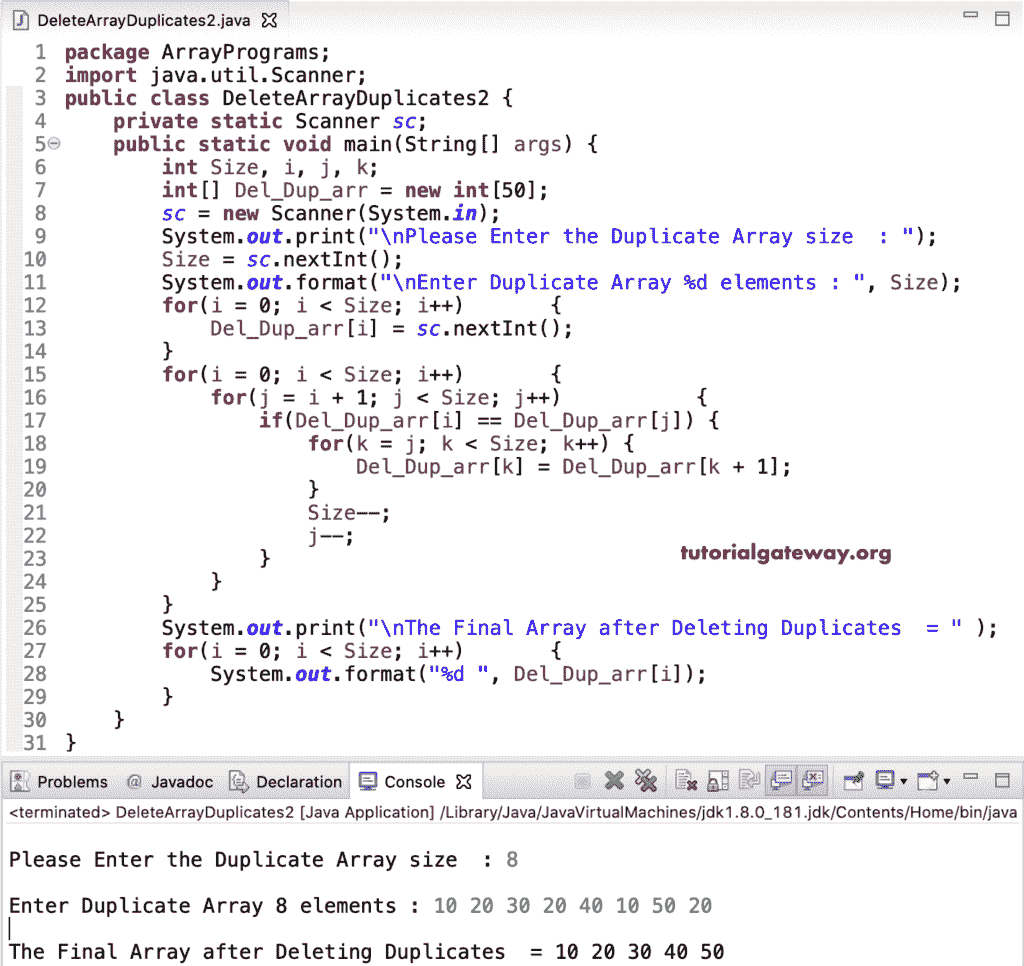 DeleteArrayDuplicates2.java
1 package ArrayPrograms;
2 import java.util.Scanner;
3 public class DeleteArrayDuplicates2 {
4     private static Scanner sc;
5     public static void main(String[] args) {
6         int Size, i, j, k;
7         int[] Del_Dup_arr = new int[50];
8         sc = new Scanner(System.in);
9         System.out.print("\nPlease Enter the Duplicate Array size  : ");
10         Size = sc.nextInt();
11         System.out.format("\nEnter Duplicate Array %d elements : ", Size);
12         for(i = 0; i < Size; i++)       {
13             Del_Dup_arr[i] = sc.nextInt();
14         }
15         for(i = 0; i < Size; i++)       {
16             for(j = i + 1; j < Size; j++)           {
17                 if(Del_Dup_arr[i] == Del_Dup_arr[j]) {
18                     for(k = j; k < Size; k++) {
19                         Del_Dup_arr[k] = Del_Dup_arr[k + 1];
20                     }
21                     Size--;
22                     j--;
23                 }
24             }
25         }
26         System.out.print("\nThe Final Array after Deleting Duplicates  = " );
27         for(i = 0; i < Size; i++)       {
28             System.out.format("%d ", Del_Dup_arr[i]);
29         }
30     }
31 }
tutorialgateway.org
Problems @ Javadoc Declaration Console
<terminated> DeleteArrayDuplicates2 [Java Application] /Library/Java/JavaVirtualMachines/jdk1.8.0_181.jdk/Contents/Home/bin/java
Please Enter the Duplicate Array size  : 8
Enter Duplicate Array 8 elements : 10 20 30 20 40 10 50 20
The Final Array after Deleting Duplicates  = 10 20 30 40 50